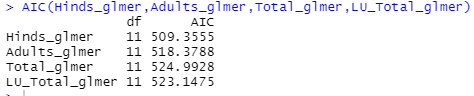 > AIC(Hinds_glmer,Adults_glmer,Total_glmer,LU_Total_glmer)
df AIC
Hinds_glmer 11 509.3555
Adults_glmer 11 518.3788
Total_glmer 11 524.9928
LU_Total_glmer 11 523.1475
>